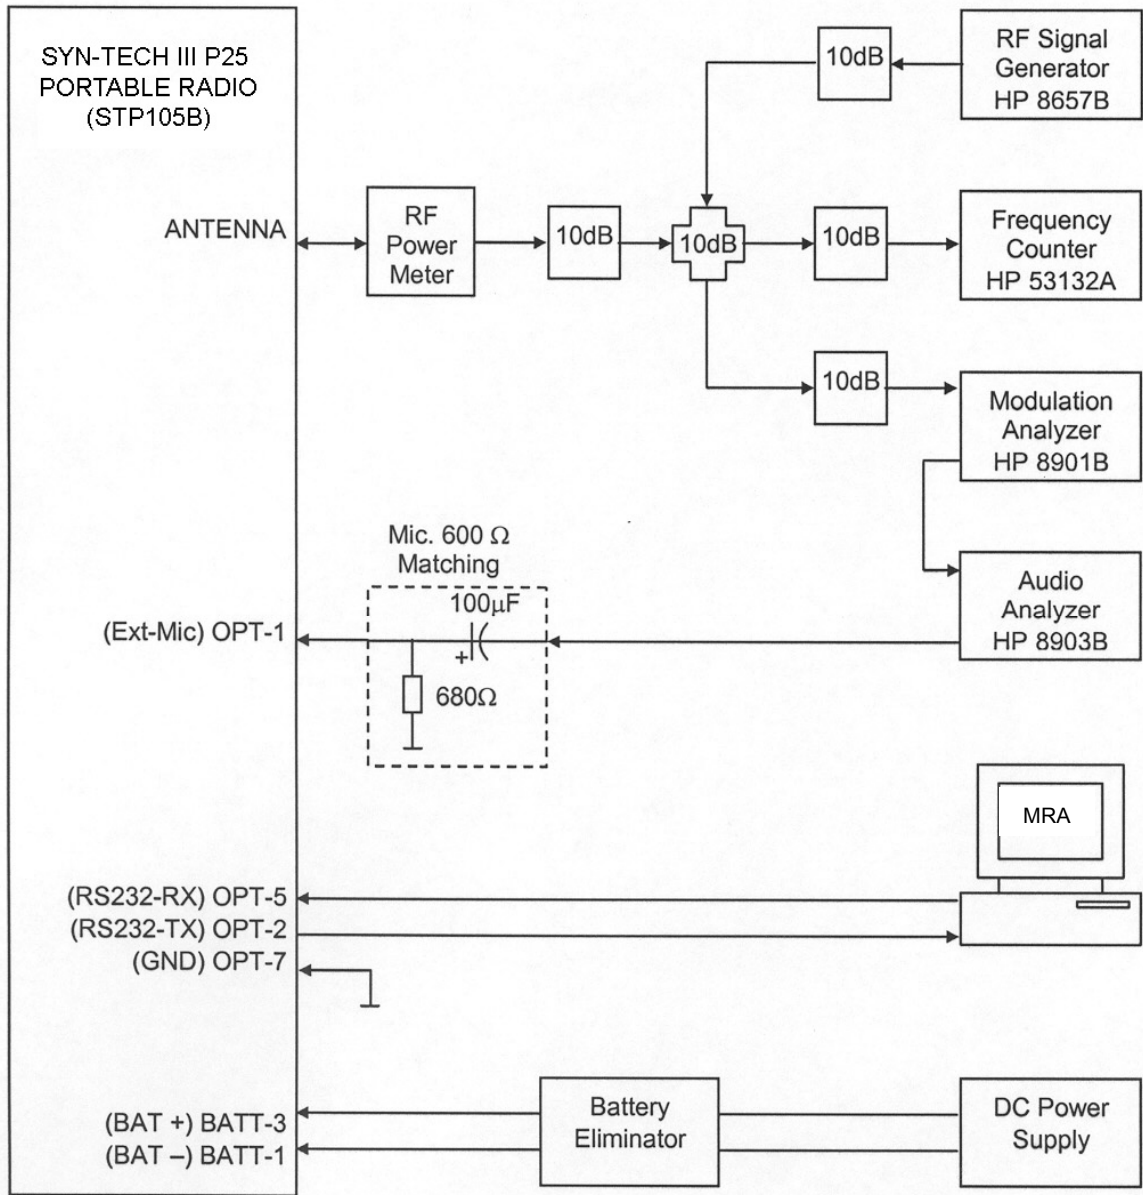 SYN-TECH III P25
PORTABLE RADIO
(STP105B)
10dB
RF Signal
Generator
HP 8657B
ANTENNA
RF
Power
Meter
10dB
10dB
10dB
Frequency
Counter
HP 53132A
10dB
Modulation
Analyzer
HP 8901B
Mic. 600 Ω
Matching
100μF
+
680Ω
(Ext-Mic) OPT-1
Audio
Analyzer
HP 8903B
MRA
(RS232-RX) OPT-5
(RS232-TX) OPT-2
(GND) OPT-7
(BAT +) BATT-3
(BAT –) BATT-1
Battery
Eliminator
DC Power
Supply